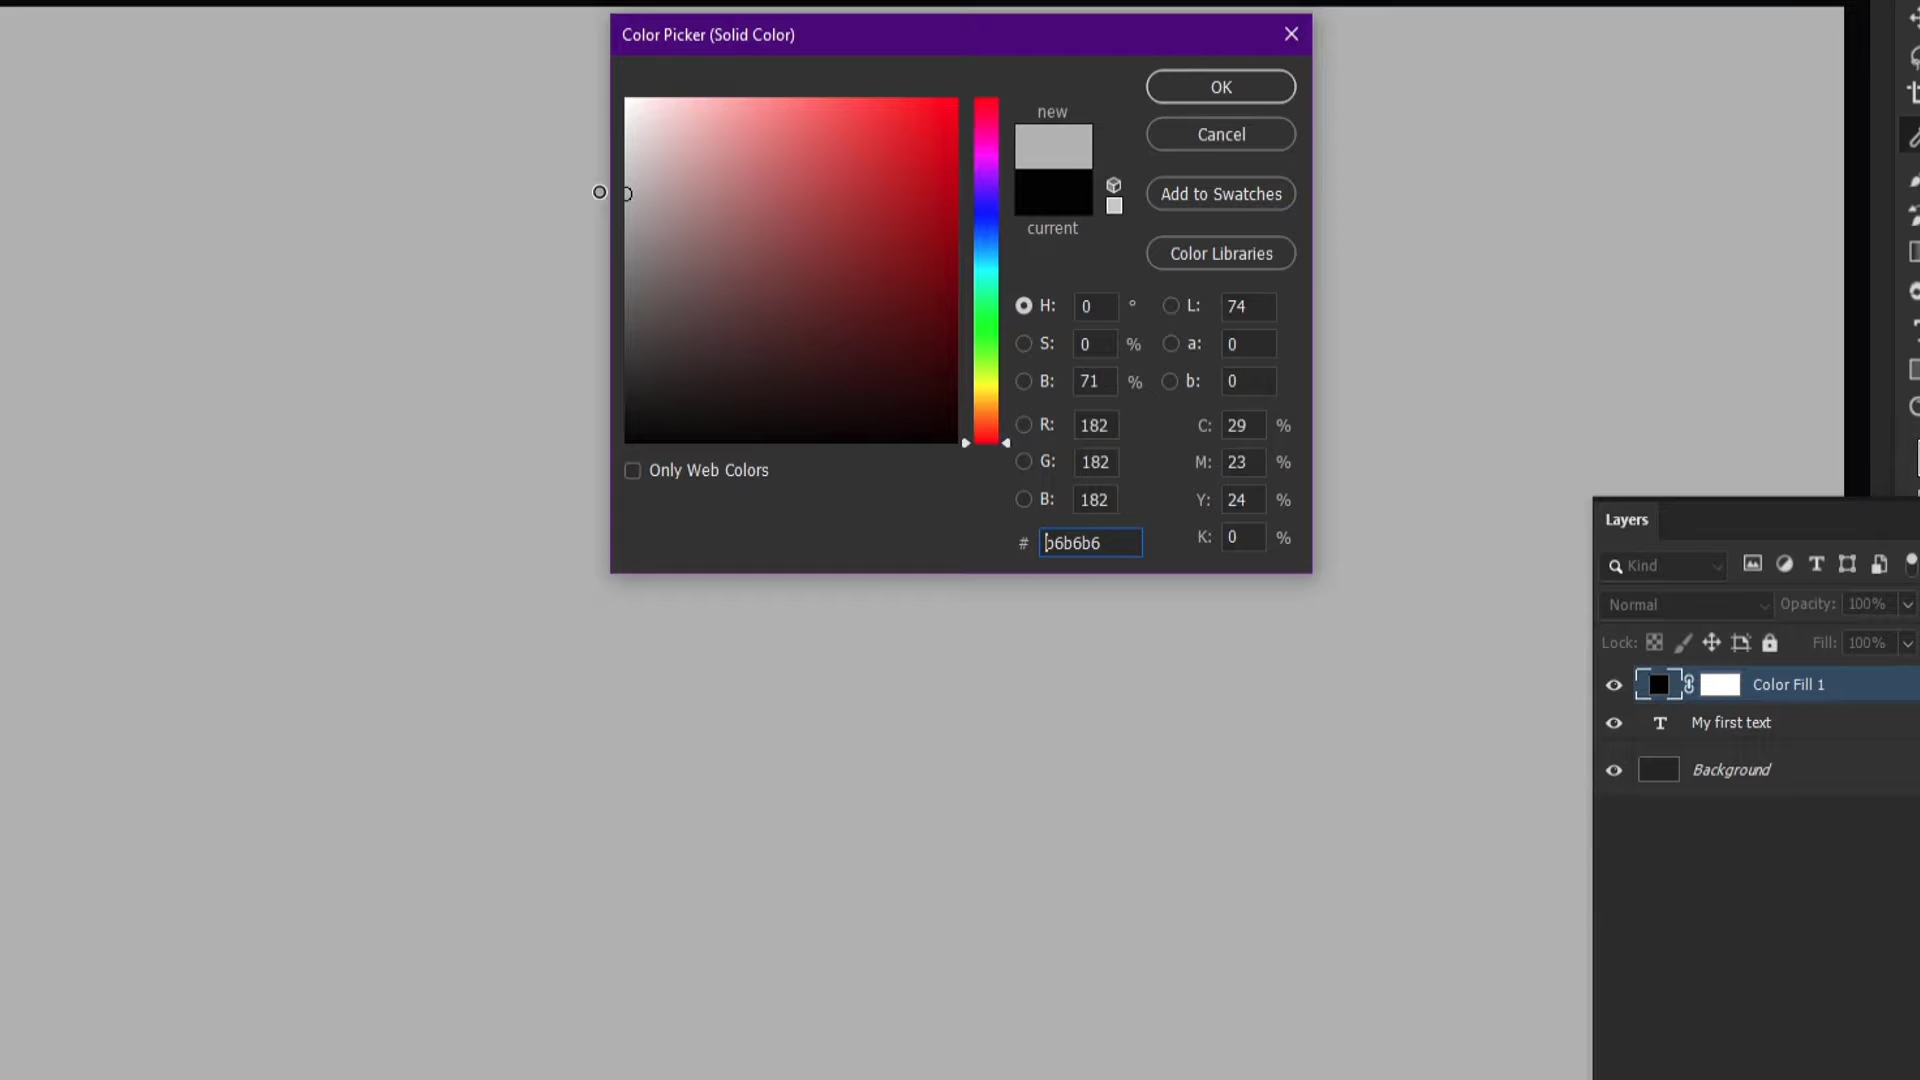 Color Picker (Solid Color)
OK
new
Cancel
Add to Swatches
current
Color Libraries
H: 0 ° L: 74
S: 0 % a: 0
B: 71 % b: 0
R: 182 C: 29 %
G: 182 M: 23 %
B: 182 Y: 24 %
# b6b6b6 K: 0 %
Only Web Colors
Layers
Kind
Normal Opacity: 100%
Lock: Fill: 100%
Color Fill 1
T My first text
Background